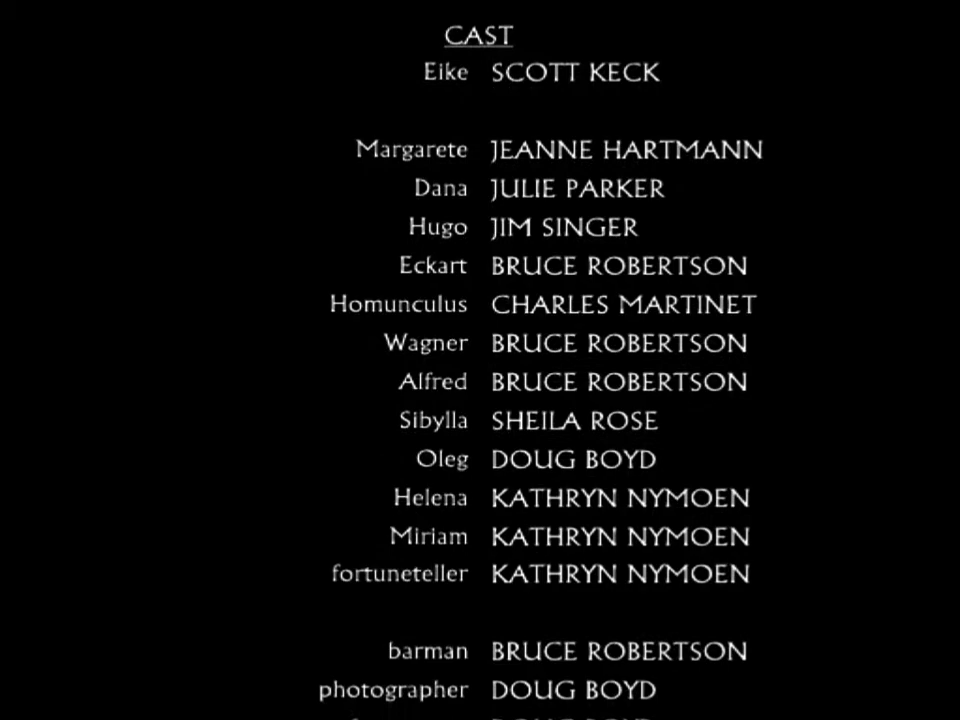 CAST
Eike SCOTT KECK
Margarete JEANNE HARTMANN
Dana JULIE PARKER
Hugo JIM SINGER
Eckart BRUCE ROBERTSON
Homunculus CHARLES MARTINET
Wagner BRUCE ROBERTSON
Alfred BRUCE ROBERTSON
Sibylla SHEILA ROSE
Oleg DOUG BOYD
Helena KATHRYN NYMOEN
Miriam KATHRYN NYMOEN
fortuneteller KATHRYN NYMOEN
barman BRUCE ROBERTSON
photographer DOUG BOYD